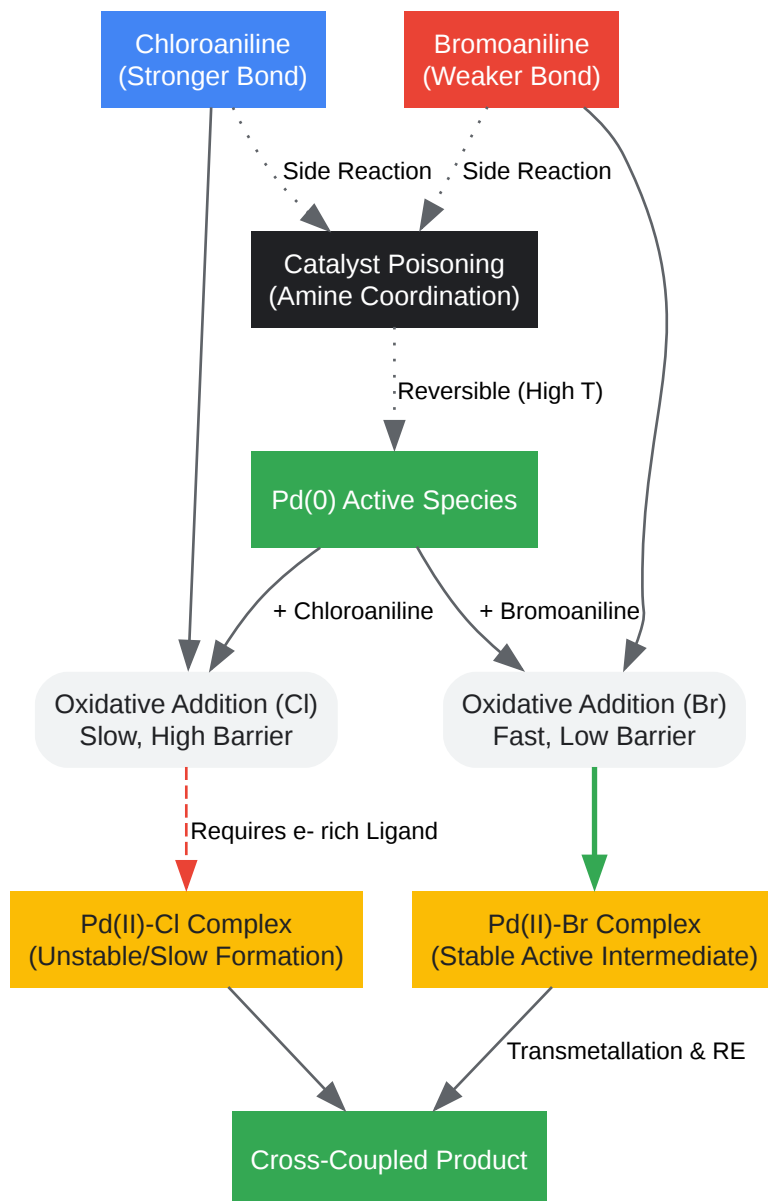 Chloroaniline
(Stronger Bond)
Bromoaniline
(Weaker Bond)
Side Reaction
Side Reaction
Catalyst Poisoning
(Amine Coordination)
Reversible (High T)
Pd(0) Active Species
+ Chloroaniline
+ Bromoaniline
Oxidative Addition (Cl)
Slow, High Barrier
Oxidative Addition (Br)
Fast, Low Barrier
Requires e- rich Ligand
Pd(II)-Cl Complex
(Unstable/Slow Formation)
Pd(II)-Br Complex
(Stable Active Intermediate)
Transmetallation & RE
Cross-Coupled Product